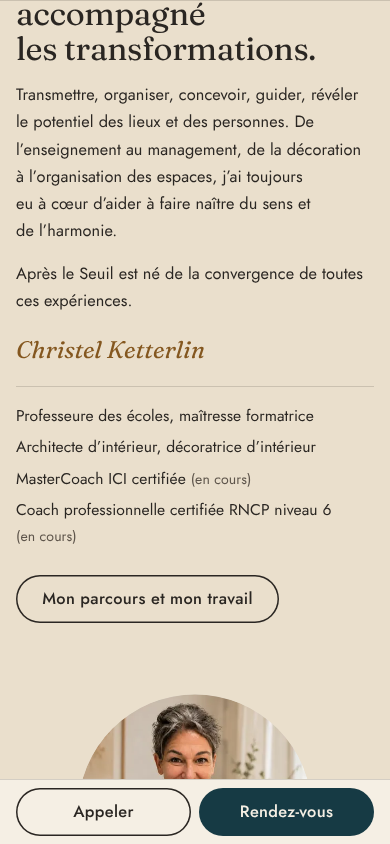 accompagné
les transformations.
Transmettre, organiser, concevoir, guider, révéler
le potentiel des lieux et des personnes. De
l’enseignement au management, de la décoration
à l’organisation des espaces, j’ai toujours
eu à cœur d’aider à faire naître du sens et
de l’harmonie.
Après le Seuil est né de la convergence de toutes
ces expériences.
Christel Ketterlin
Professeure des écoles, maîtresse formatrice
Architecte d’intérieur, décoratrice d’intérieur
MasterCoach ICI certifiée (en cours)
Coach professionnelle certifiée RNCP niveau 6
(en cours)
Mon parcours et mon travail
Appeler
Rendez-vous